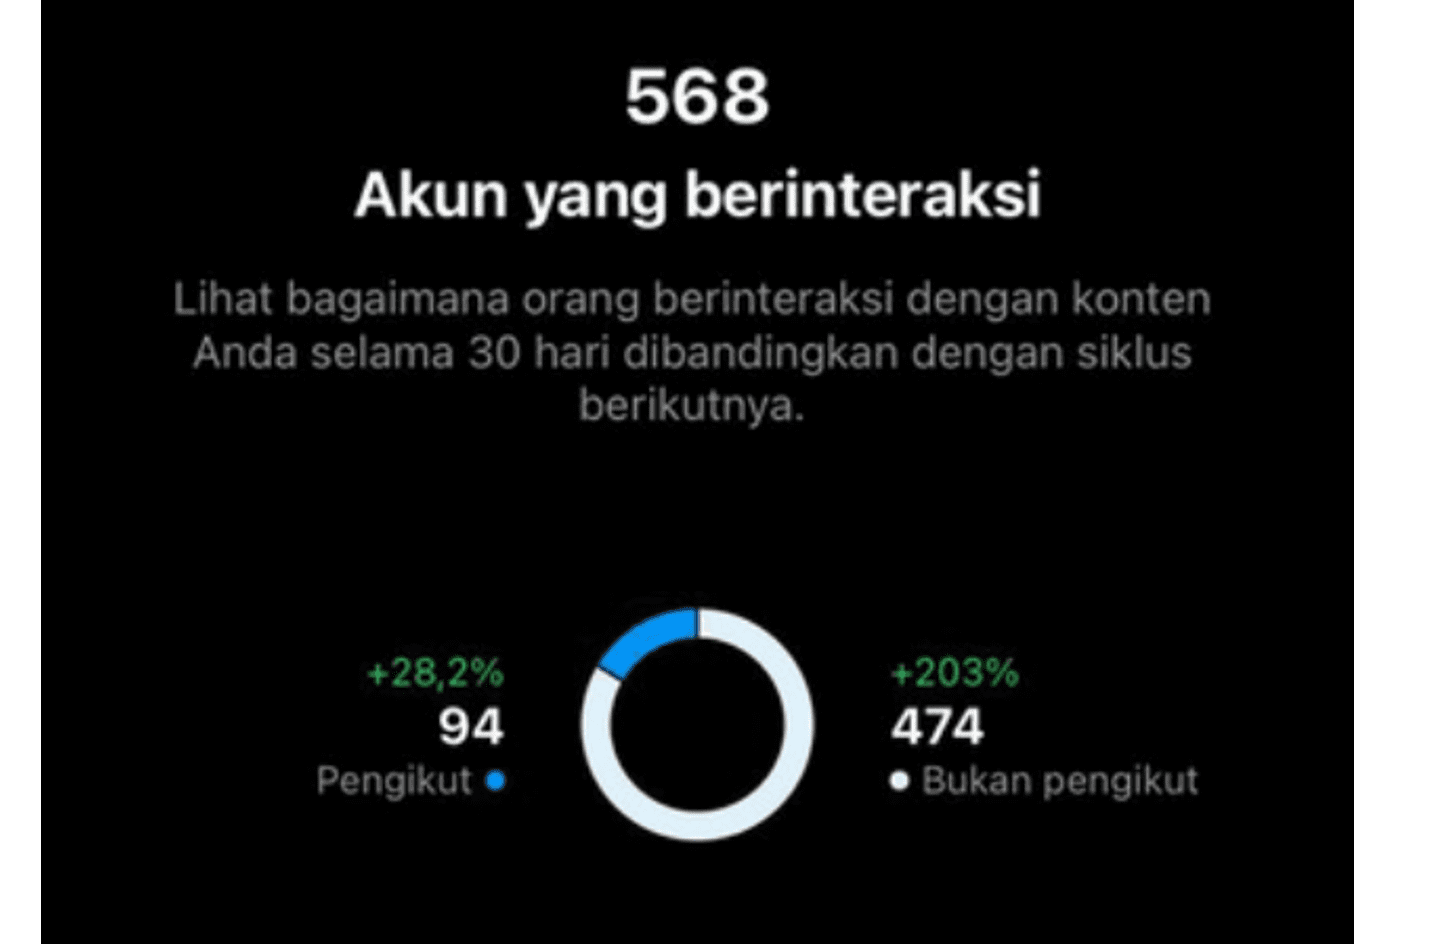 568
Akun yang berinteraksi
Lihat bagaimana orang berinteraksi dengan konten
Anda selama 30 hari dibandingkan dengan siklus
berikutnya.
+28,2%
94
Pengikut
+203%
474
Bukan pengikut